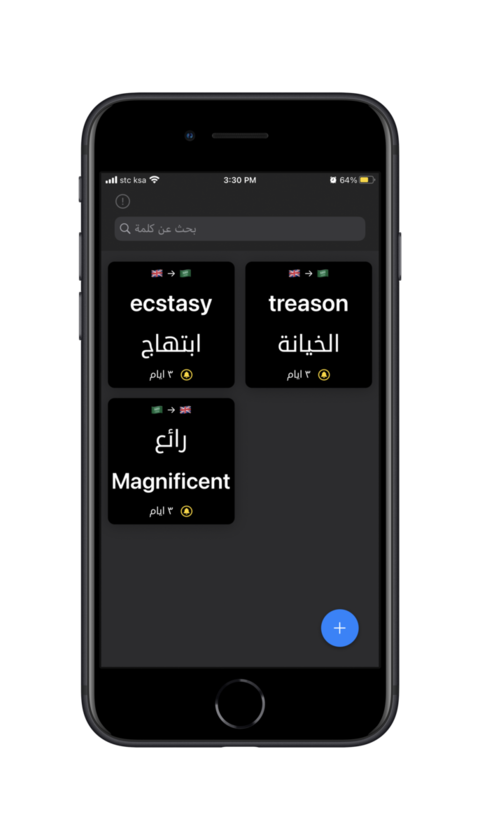 stc ksa
3:30 PM
64%
بحث عن كلمة
ecstasy
ابتهاج
٣ ايام
treason
الخيانة
٣ ايام
رائع
Magnificent
٣ ايام